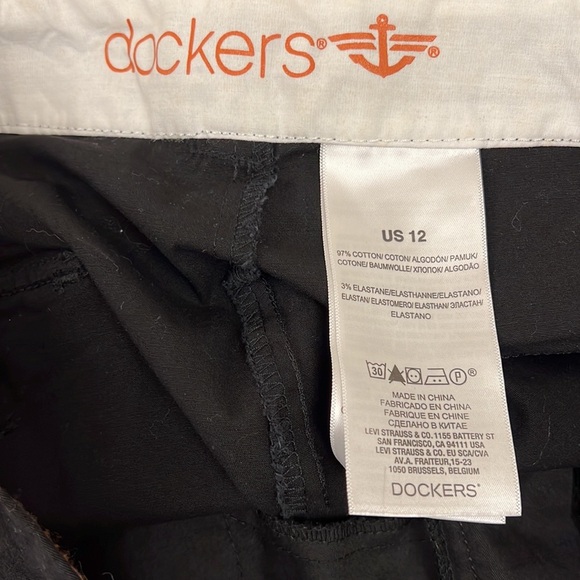 dockers® ®
US 12
97% COTTON/ COTON/ ALGODÓN/ PAMUK/
COTONE/ BAUMWOLLE/ ХЛОПОК/ ALGODÃO
3% ELASTANE/ELASTHANNE/ELASTANO/
ELASTAN/ ELASTOMERO/ ELASTHAN/ ЭЛАСТАН/
ELASTANO
30 P ®
MADE IN CHINA
FABRICADO EN CHINA
FABRIQUE EN CHINE
СДЕЛАНО В КИТАЕ
LEVI STRAUSS & CO. 1155 BATTERY ST
SAN FRANCISCO, CA 94111 USA
LEVI STRAUSS & CO. EU SCA/CVA
AV.A. FRAITEUR,15-23
1050 BRUSSELS, BELGIUM
DOCKERS®